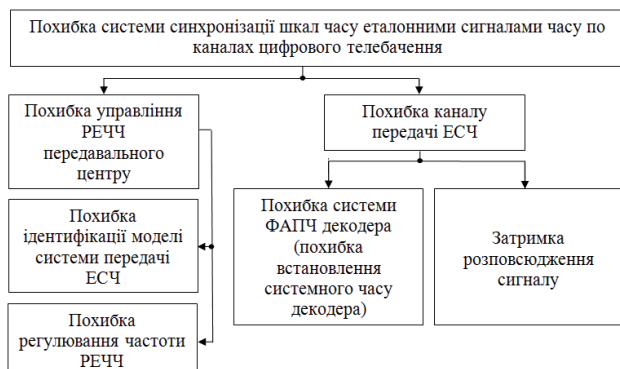 Похибка системи синхронізації шкал часу еталонними сигналами часу по
каналах цифрового телебачення
Похибка управління
РЕЧЧ
передавального
центру
Похибка каналу
передачі ЕСЧ
Похибка
ідентифікації моделі
системи передачі
ЕСЧ
Похибка системи
ФАПЧ декодера
(похибка
встановлення
системного часу
декодера)
Затримка
розповсюдження
сигналу
Похибка
регулювання частоти
РЕЧЧ